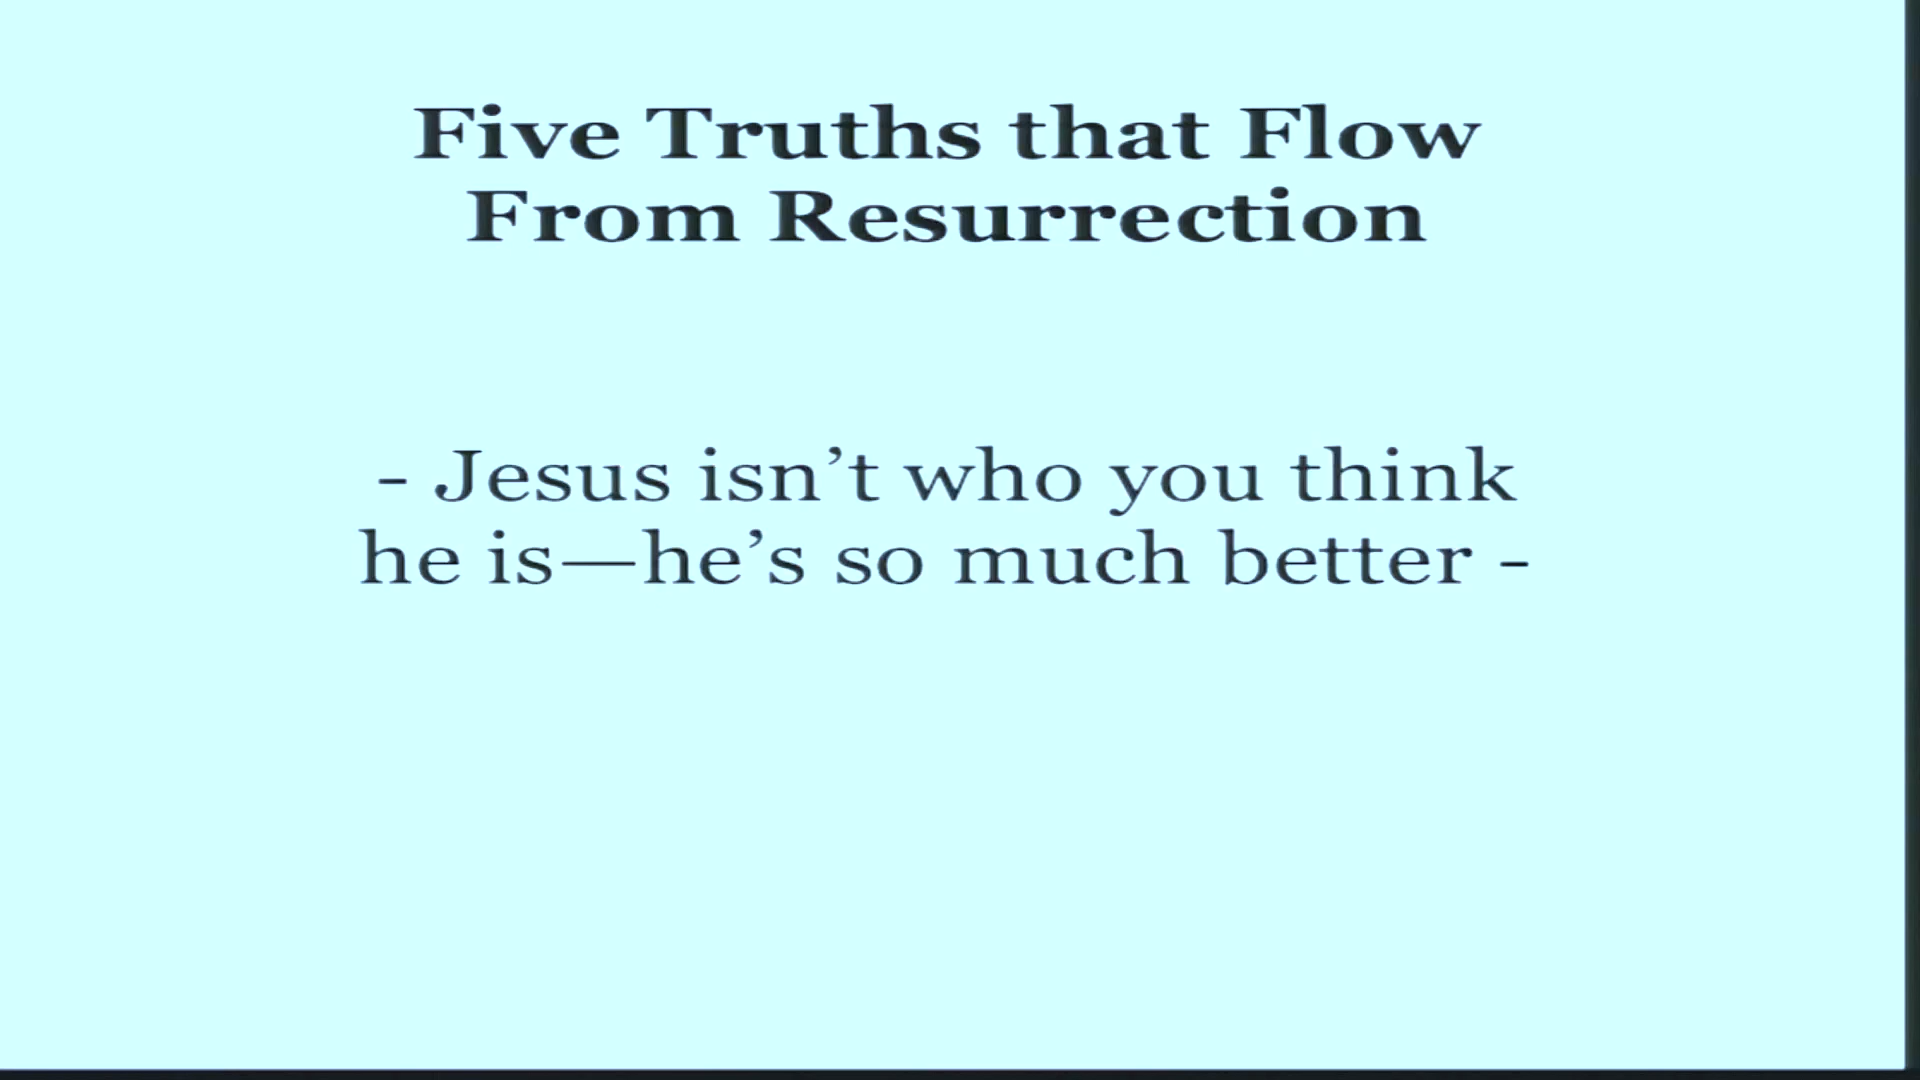 Five Truths that Flow
From Resurrection
- Jesus isn’t who you think
he is—he’s so much better -